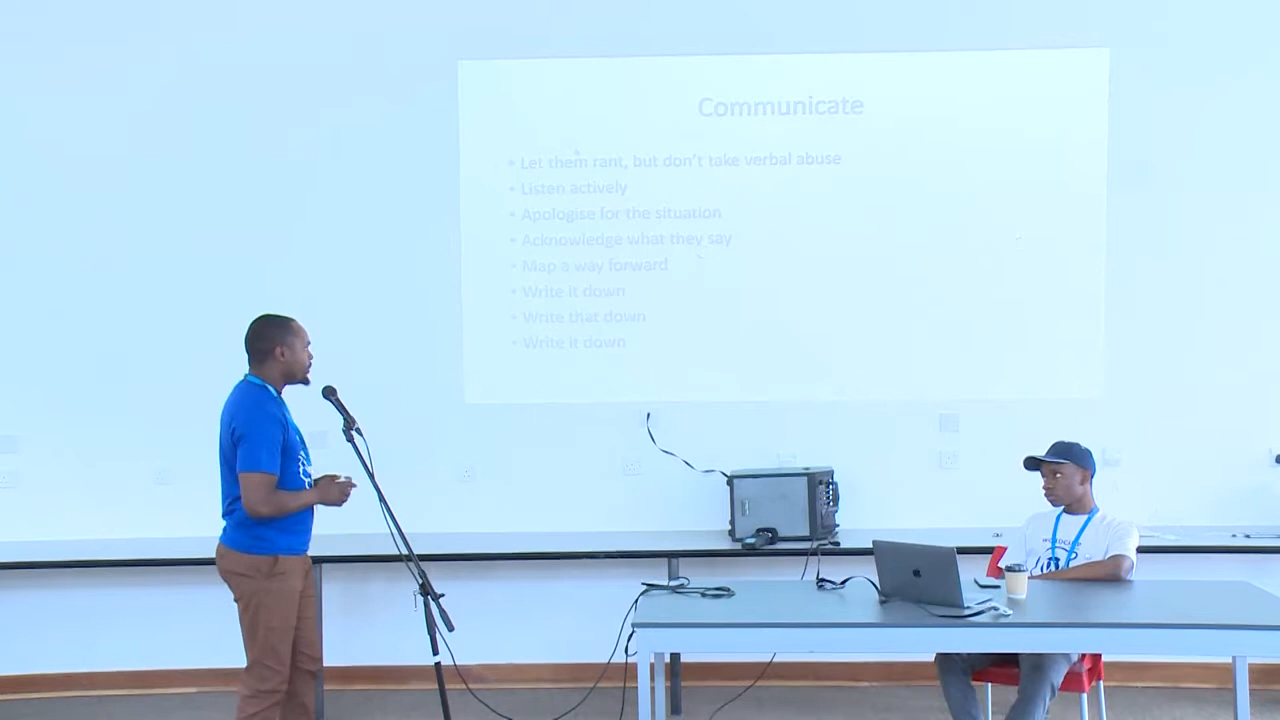 Communicate
• Let them rant, but don't take verbal abuse
• Listen actively
• Apologise for the situation
• Acknowledge what they say
• Map a way forward
• Write it down
• Write that down
• Write it down